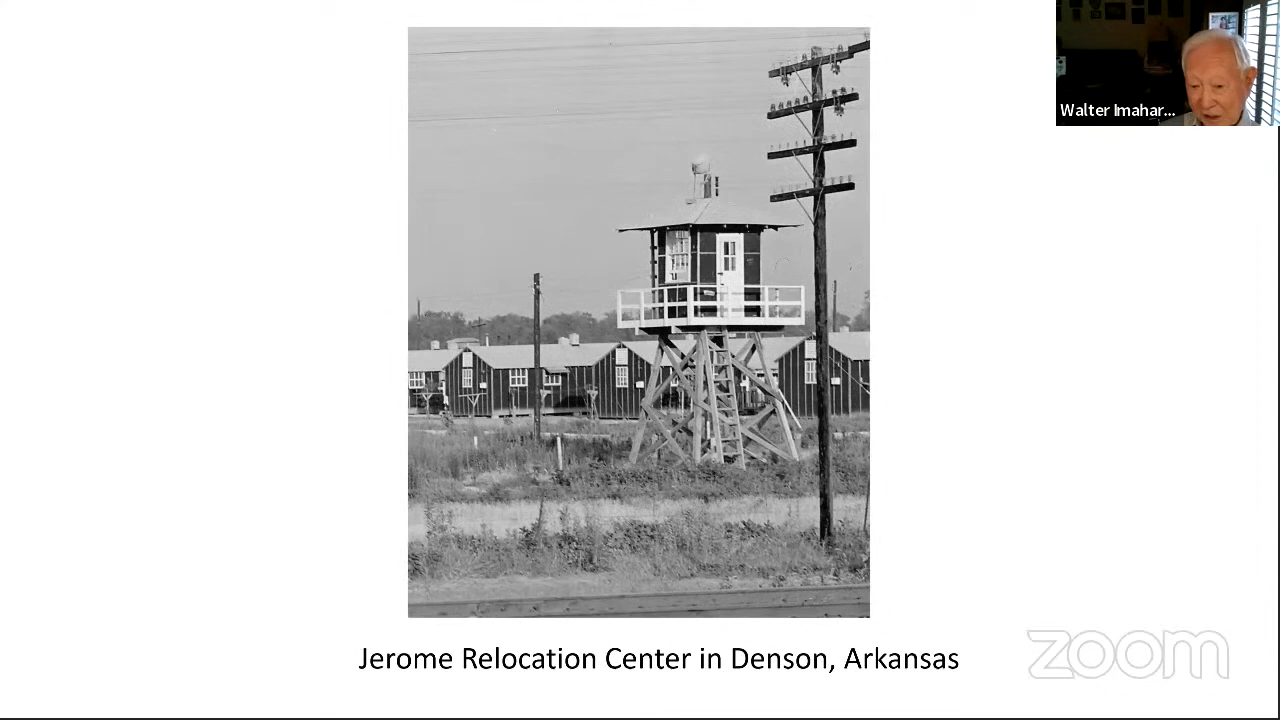 Walter Imahar...
Jerome Relocation Center in Denson, Arkansas
zoom